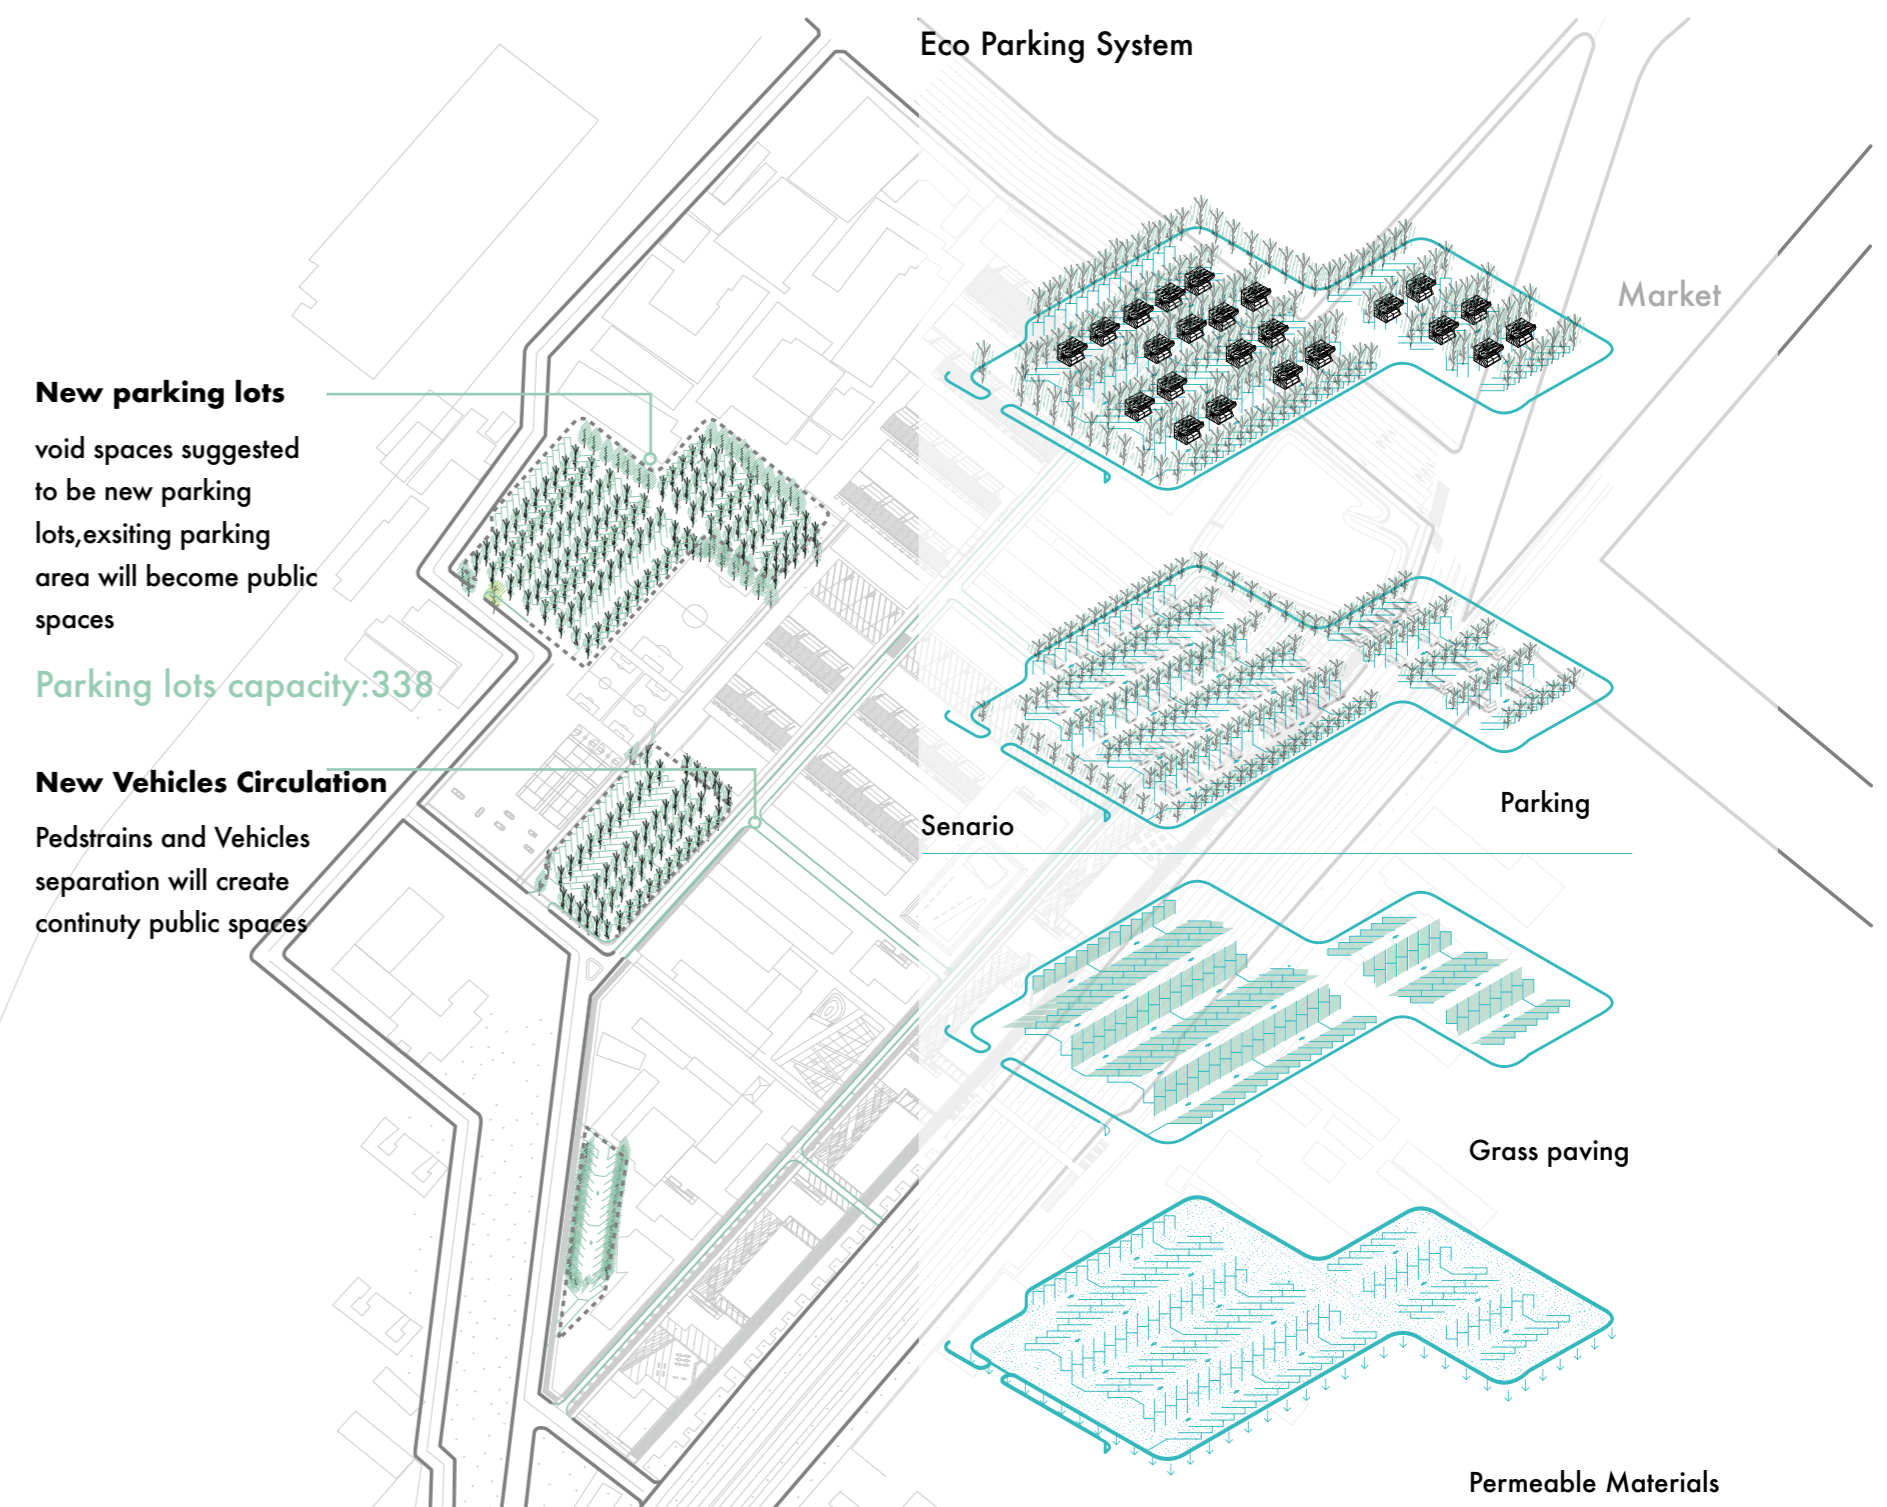 Eco Parking System
Market
New parking lots
void spaces suggested
to be new parking
lots,exsiting parking
area will become public
spaces
Parking lots capacity:338
New Vehicles Circulation
Pedstrains and Vehicles
separation will create
continuty public spaces
Parking
Senario
Grass paving
Permeable Materials